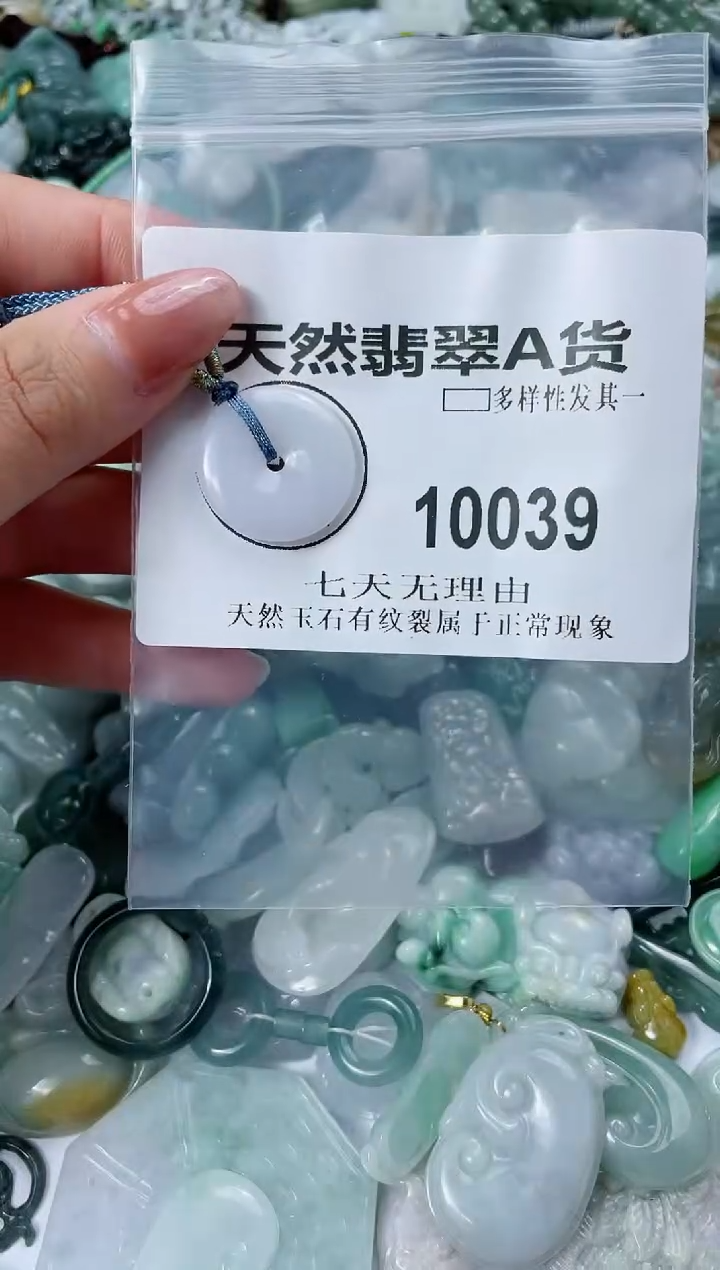 天然翡翠A货
多样性发其一
10039
七天无理由
天然玉石有纹裂属于正常现象